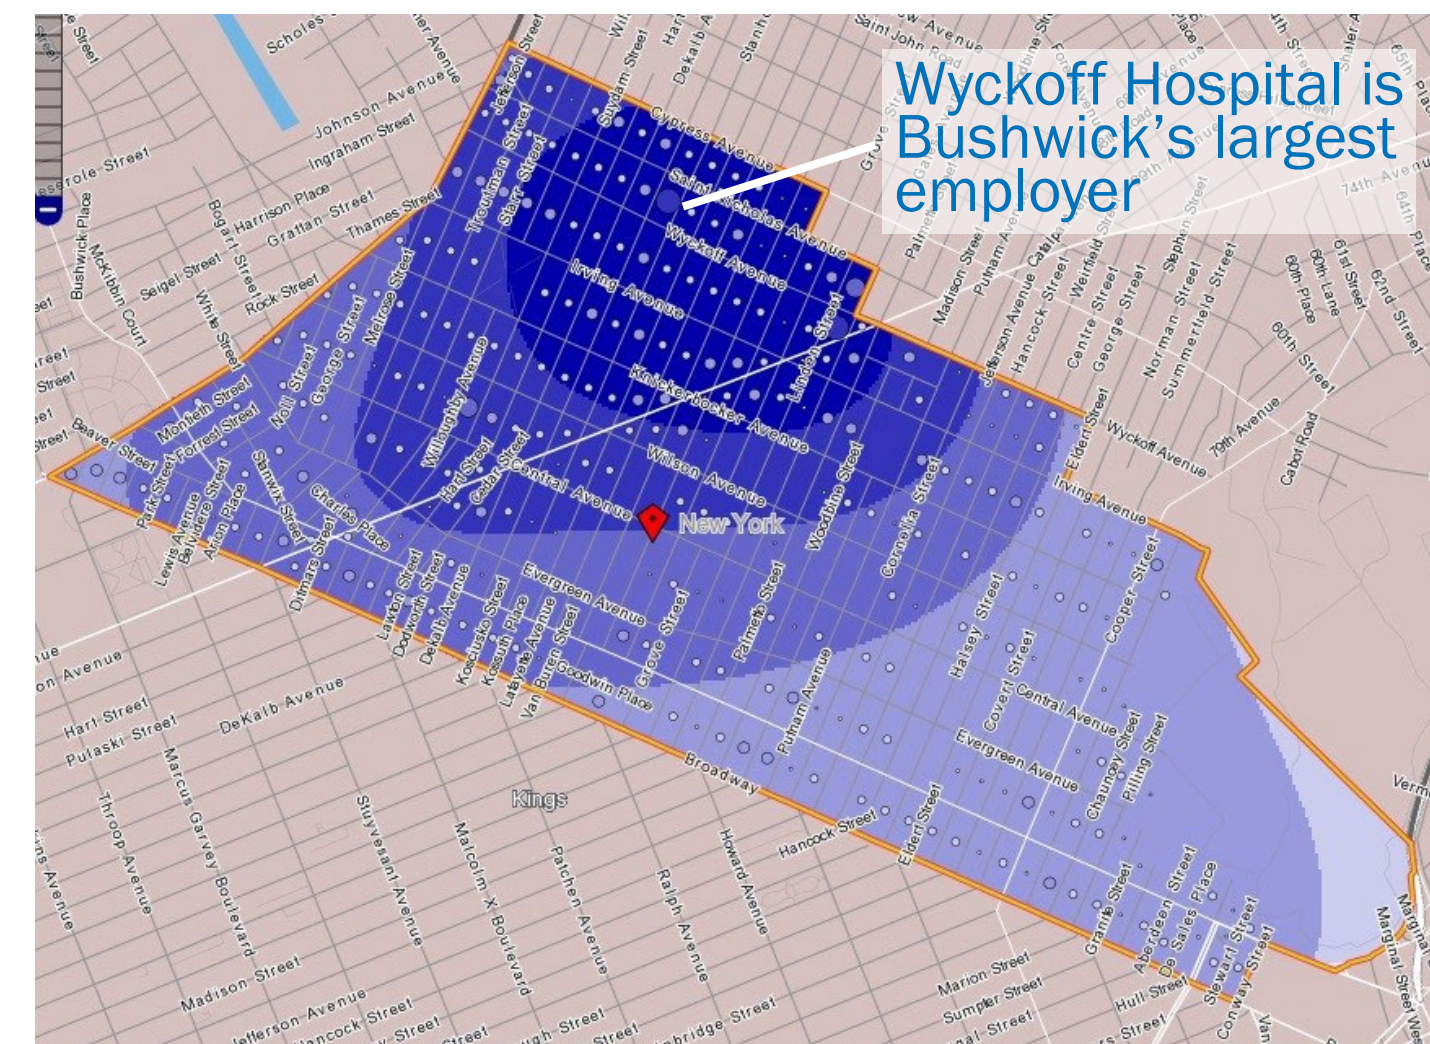 Wyckoff Hospital is
Bushwick's largest
employer
Scholes
Johnson Avenue
Ingraham Street
Harrison Place
Grattan Street
Thames Street
Bogart Street
Seigel Street
Rock Street
White Street
Bushwick Place
McKibbin Court
Jefferson Street
Troutman Street
Starr Street
Suydam Street
Cypress Avenue
Saint Nicholas Avenue
Wyckoff Avenue
Irving Avenue
Knickerbocker Avenue
Wilson Avenue
Central Avenue
Evergreen Avenue
Goodwin Place
Broadway
Melrose Street
George Street
Noll Street
Montieth Street
Forrest Street
Beaver Street
Park Street
Lewis Avenue
Belvidere Street
Arion Place
Stanwix Street
Charles Place
Ditmars Street
Willoughby Avenue
Hart Street
Cedar Street
Linden Street
Woodbine Street
Cornelia Street
Lawton Street
Dodworth Street
Dekalb Avenue
Kosciusko Street
Kossuth Place
Lafayette Avenue
Van Buren Street
Grove Street
Palmetto Street
Putnam Avenue
Halsey Street
Covert Street
Cooper Street
Central Avenue
Evergreen Avenue
Chauncey Street
Pilling Street
Eldert Street
Hancock Street
Granite Street
Aberdeen Street
De Sales Place
Stewart Street
Conway Street
New York
Kings
Saint John Road
Madison Street
Jefferson Avenue
Hancock Street
Weirfield Street
Centre Street
George Street
Norman Street
Stephen Street
Summerfield Street
60th Place
60th Lane
61st Street
62nd Street
60th Street
74th Avenue
79th Avenue
Cabot Road
Wyckoff Avenue
Eldert Street
Irving Avenue
Hart Street
Pulaski Street
DeKalb Avenue
Throop Avenue
Marcus Garvey Boulevard
Stuyvesant Avenue
Malcolm X Boulevard
Patchen Avenue
Ralph Avenue
Howard Avenue
Madison Street
Jefferson Avenue
Marion Street
Sumpter Street
Hull Street